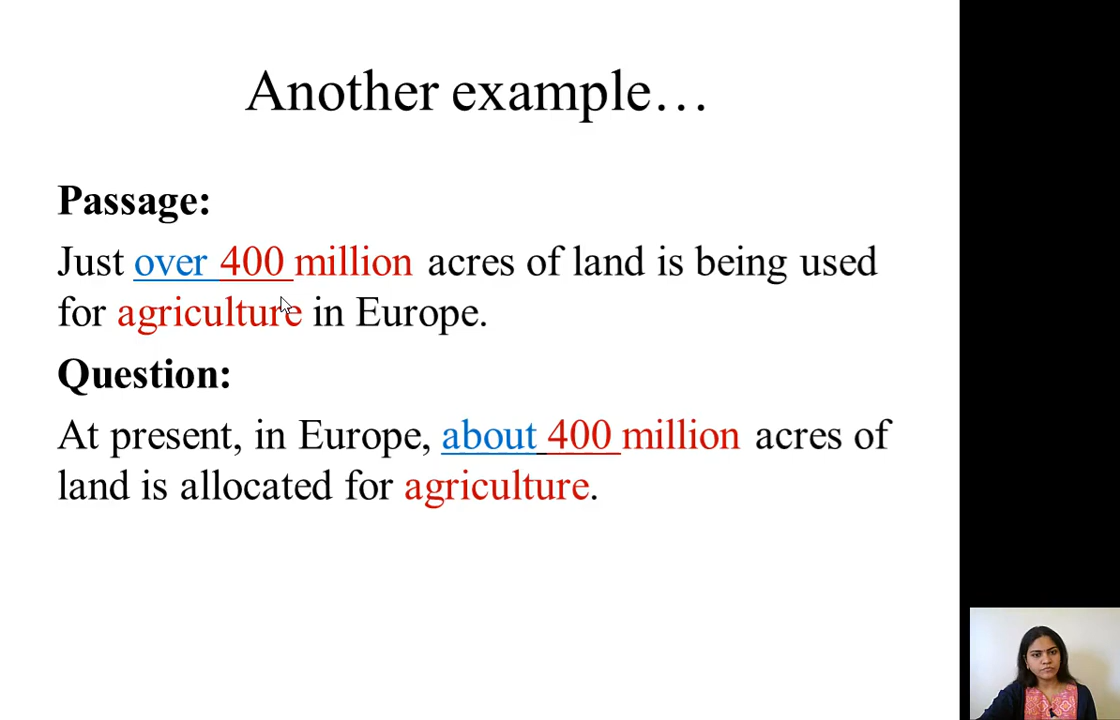 Another example…
Passage:
Just over 400 million acres of land is being used
for agriculture in Europe.
Question:
At present, in Europe, about 400 million acres of
land is allocated for agriculture.